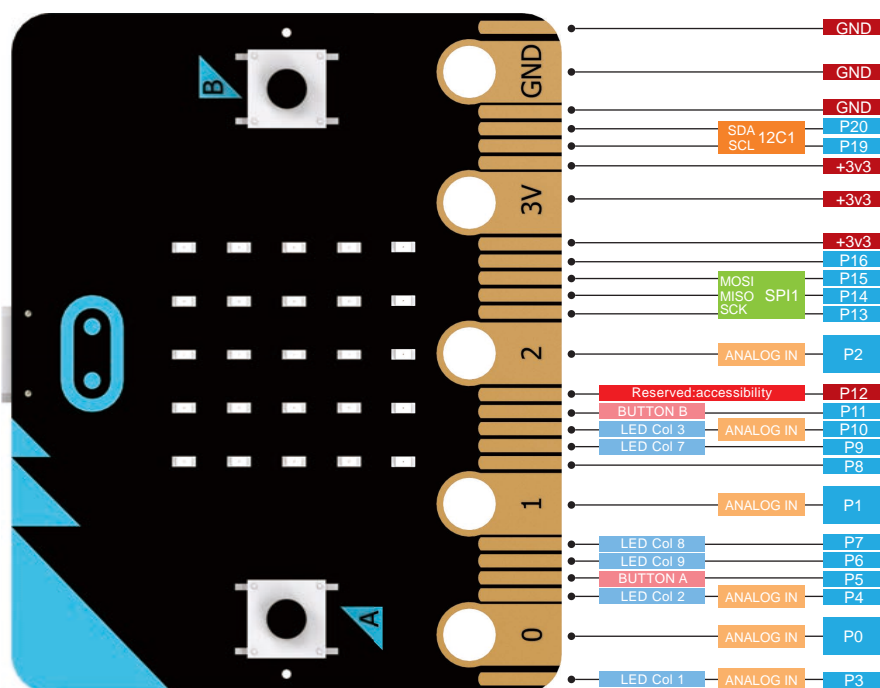 GND
B
GND
GND
GND
SDA
SCL
12C1
P20
P19
+3v3
3V
+3v3
+3v3
P16
MOSI
MISO
SCK
SPI1
P15
P14
P13
2
ANALOG IN
P2
Reserved:accessibility
P12
BUTTON B
P11
LED Col 3
ANALOG IN
P10
LED Col 7
P9
P8
1
ANALOG IN
P1
LED Col 8
P7
LED Col 9
P6
BUTTON A
P5
LED Col 2
ANALOG IN
P4
A
0
ANALOG IN
P0
LED Col 1
ANALOG IN
P3